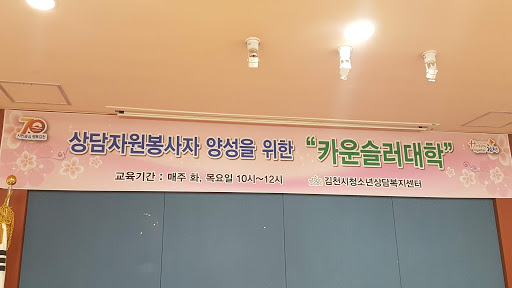 70
상담자원봉사자 양성을 위한 "카운슬러대학"
교육기간 : 매주 화, 목요일 10시~12시
김천시청소년상담복지센터